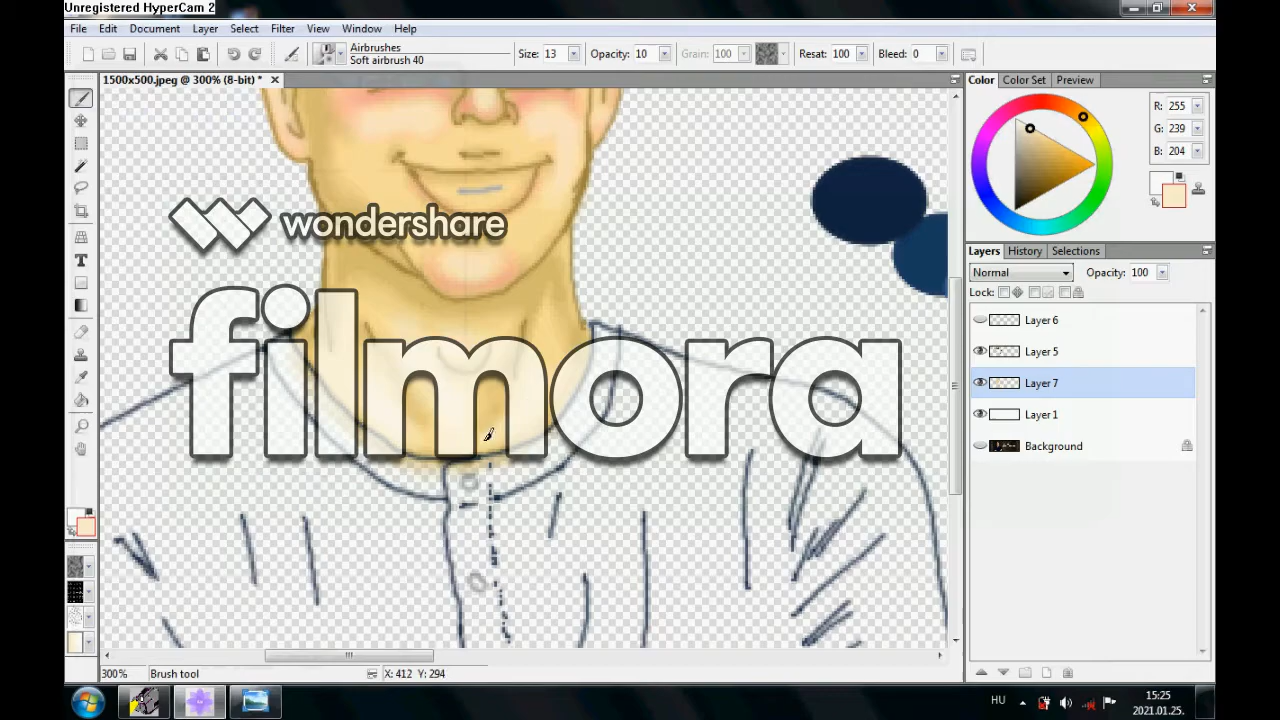 Unregistered HyperCam 2
File Edit Document Layer Select Filter View Window Help
Airbrushes
Soft airbrush 40
Size: 13 Opacity: 10 Grain: 100 Resat: 100 Bleed: 0
1500x500.jpeg @ 300% (8-bit) *
Color Color Set Preview
R: 255
G: 239
B: 204
wondershare
filmora
Layers History Selections
Normal Opacity: 100
Lock:
Layer 6
Layer 5
Layer 7
Layer 1
Background
300% Brush tool X: 412 Y: 294
HU 15:25
2021.01.25.